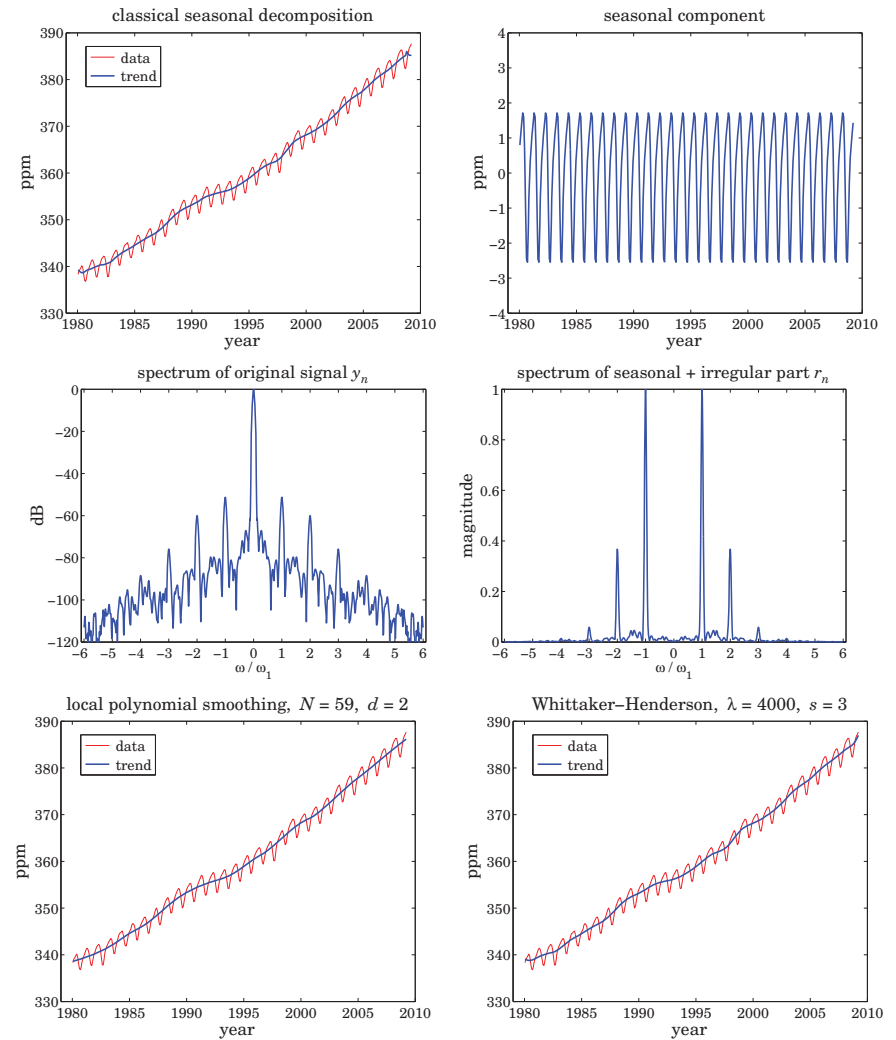 classical seasonal decomposition
390
380
370
360
350
340
330
ppm
data
trend
1980 1985 1990 1995 2000 2005 2010
year
seasonal component
4
3
2
1
0
−1
−2
−3
−4
ppm
1980 1985 1990 1995 2000 2005 2010
year
spectrum of original signal yₙ
0
−20
−40
−60
−80
−100
−120
dB
−6 −5 −4 −3 −2 −1 0 1 2 3 4 5 6
ω / ω₁
spectrum of seasonal + irregular part rₙ
1
0.8
0.6
0.4
0.2
0
magnitude
−6 −5 −4 −3 −2 −1 0 1 2 3 4 5 6
ω / ω₁
local polynomial smoothing, N = 59, d = 2
390
380
370
360
350
340
330
ppm
data
trend
1980 1985 1990 1995 2000 2005 2010
year
Whittaker–Henderson, λ = 4000, s = 3
390
380
370
360
350
340
330
ppm
data
trend
1980 1985 1990 1995 2000 2005 2010
year